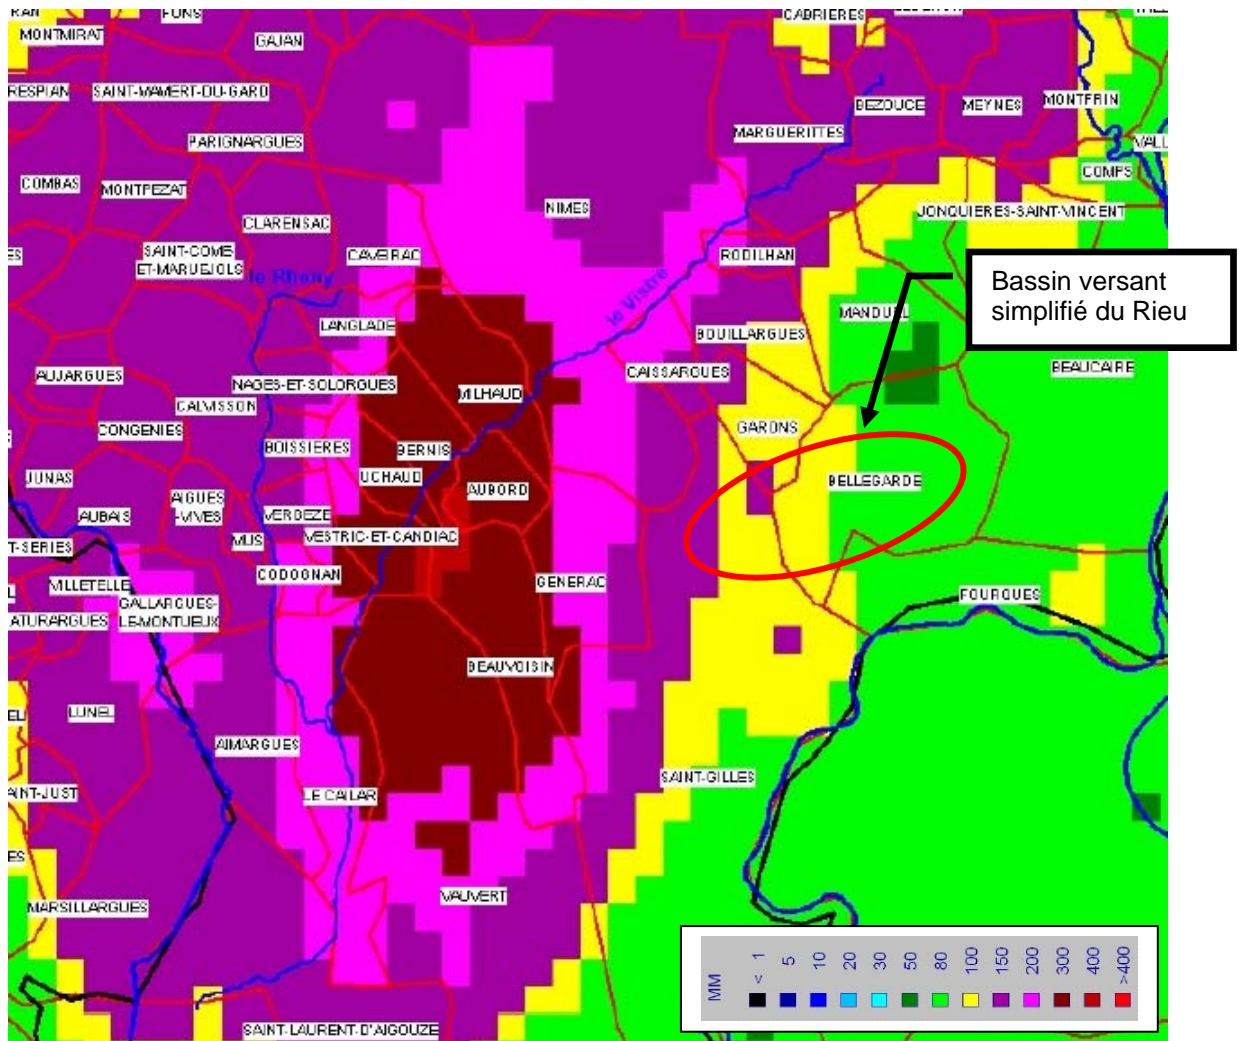 FONS
CABRIERES
MONTMIRAT
GAJAN
SAINT-MAMERT-DU-GARD
BEZOUCE
MEYNES
MONTFRIN
MARGUERITTES
PARIGNARGUES
COMPS
COMBAS
MONTPEZAT
NIMES
JONQUIERES-SAINT-VINCENT
CLARENSAC
SAINT-COME-
ET-MARUEJOLS
CAVEIRAC
RODILHAN
le Rhony
Bassin versant
simplifié du Rieu
le Vistre
MANDUEL
LANGLADE
BOUILLARGUES
BEAUCAIRE
AUJARGUES
CAISSARGUES
NAGES-ET-SOLORGUES
MILHAUD
CALVISSON
CONGENIES
GARONS
BOISSIERES
BERNIS
JUNAS
UCHAUD
BELLEGARDE
AUBORD
AIGUES
-VIVES
AUBAIS
VERGEZE
MUS
VESTRIC-ET-CANDIAC
T-SERIES
CODOGNAN
GENERAC
VILLETELLE
FOURQUES
GALLARGUES-
LE-MONTUEUX
ATURARGUES
BEAUVOISIN
LUNEL
AIMARGUES
SAINT-GILLES
AINT-JUST
LE CAILAR
VAUVERT
MARSILLARGUES
SAINT-LAURENT-D'AIGOUZE
MM
< 1
5
10
20
30
50
80
100
150
200
300
400
>400